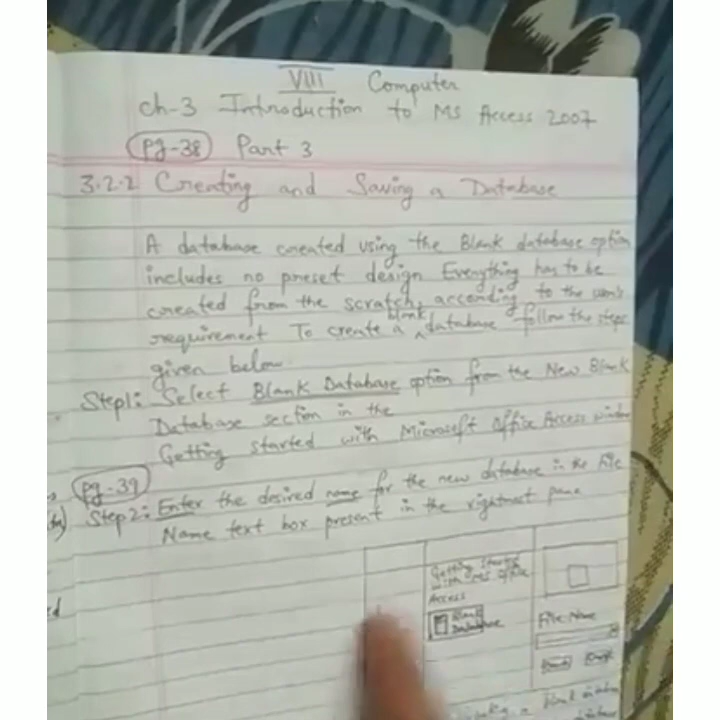 VIII Computer
ch-3 Introduction to MS Access 2007
Pg-38 Part 3
3.2.2 Creating and Saving a Database
A database created using the Blank database option
includes no preset design Everything has to be
created from the scratch, according to the user's
requirement To create a blank database follow the steps
given below.
Step1: Select Blank Database option from the New Blank
Database section in the
Getting started with Microsoft Office Access window
pg-39
Step2: Enter the desired name for the new database in the File
Name text box present in the rightmost pane
Getting Started
with MS Office
Access
Blank
Database
File Name